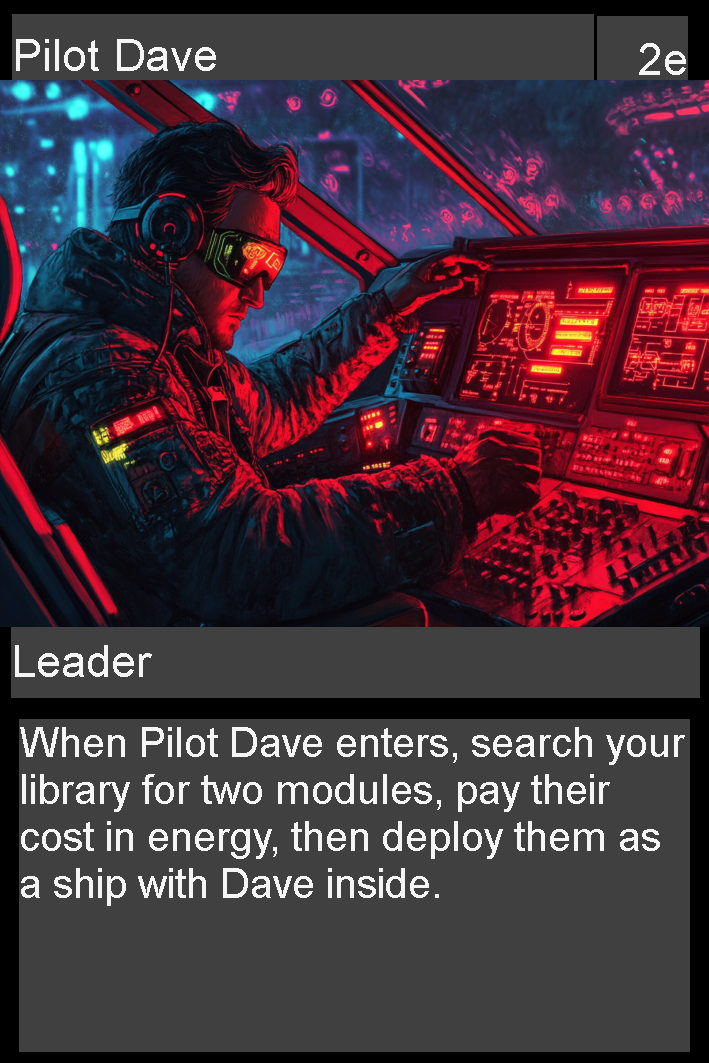 Pilot Dave
2e
Leader
When Pilot Dave enters, search your
library for two modules, pay their
cost in energy, then deploy them as
a ship with Dave inside.